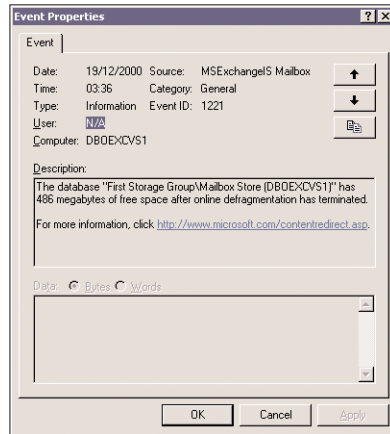 Event Properties
Event
Date: 19/12/2000 Source: MSExchangeIS Mailbox
Time: 03:36 Category: General
Type: Information Event ID: 1221
User: N/A
Computer: DBOEXCVS1
Description:
The database "First Storage Group\Mailbox Store (DBOEXCVS1)" has
486 megabytes of free space after online defragmentation has terminated.
For more information, click http://www.microsoft.com/contentredirect.asp.
Data: Bytes Words
OK Cancel Apply